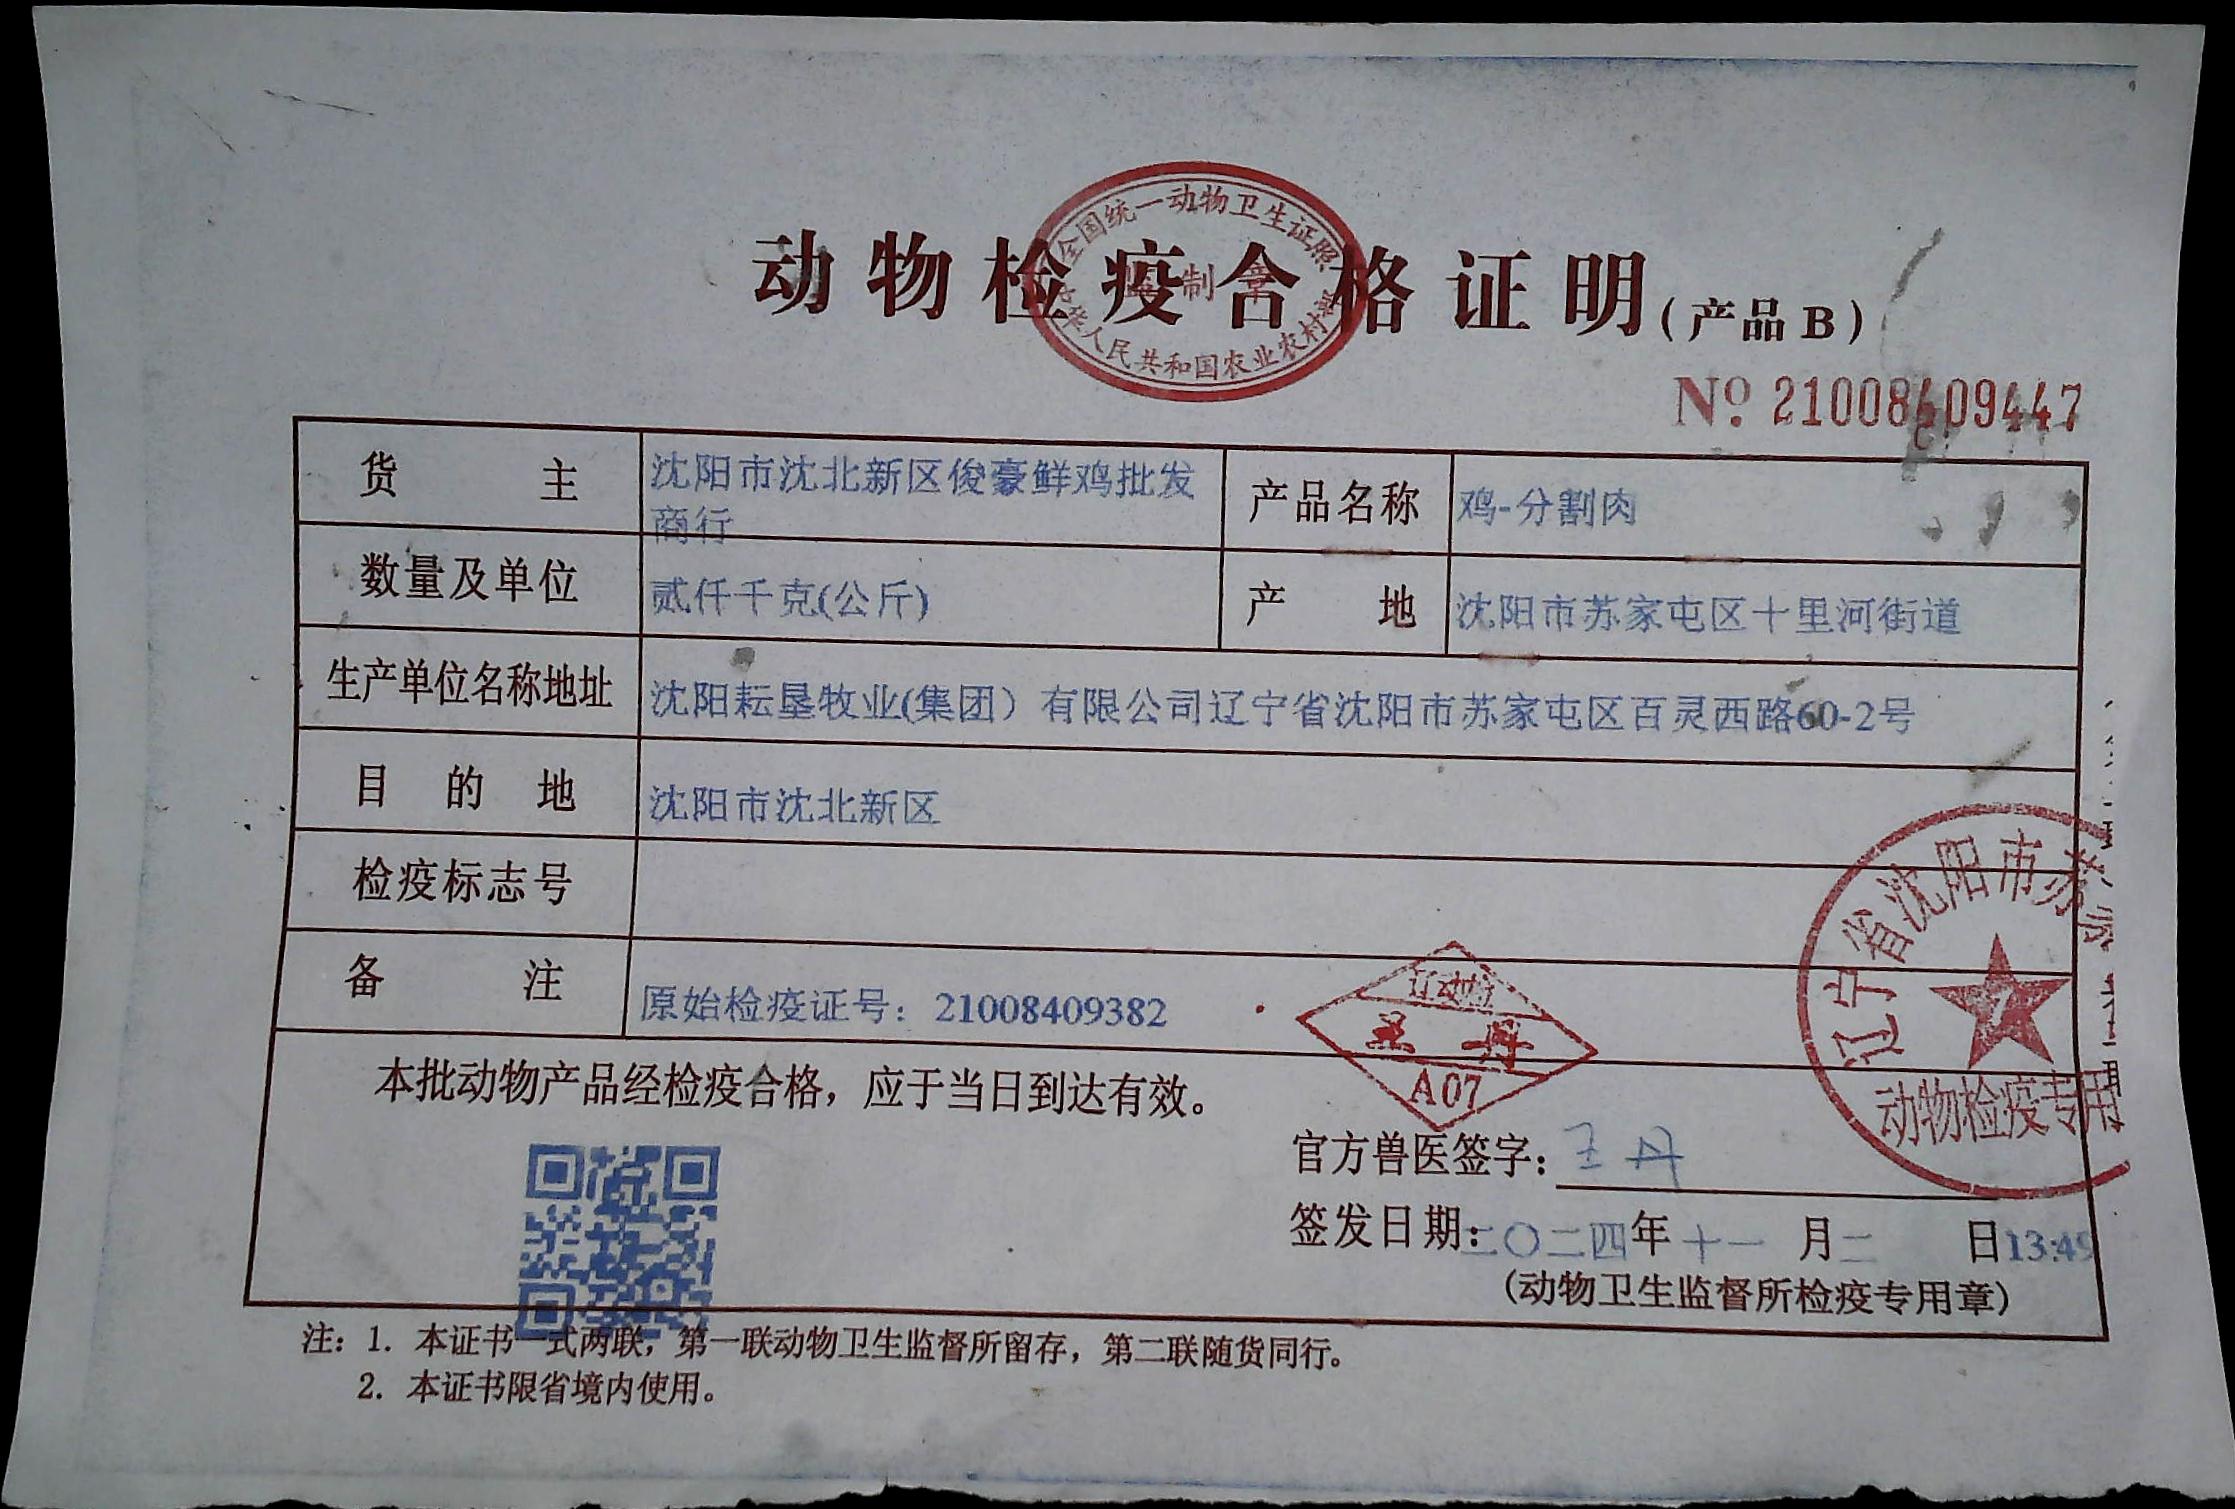 全国统一动物卫生证照
监制章
中华人民共和国农业农村部
动物检疫合格证明(产品B)
№ 21008409447
货主 沈阳市沈北新区俊豪鲜鸡批发 产品名称 鸡-分割肉
商行
数量及单位 贰仟千克(公斤) 产地 沈阳市苏家屯区十里河街道
生产单位名称地址 沈阳耘垦牧业(集团）有限公司辽宁省沈阳市苏家屯区百灵西路60-2号
目的地 沈阳市沈北新区
检疫标志号
备注 原始检疫证号：21008409382
辽动检
王丹
A07
辽宁省沈阳市苏家
动物检疫专用
本批动物产品经检疫合格，应于当日到达有效。
官方兽医签字：王丹
签发日期：二〇二四年十一月二日13:49
(动物卫生监督所检疫专用章)
注：1. 本证书一式两联，第一联动物卫生监督所留存，第二联随货同行。
2. 本证书限省境内使用。